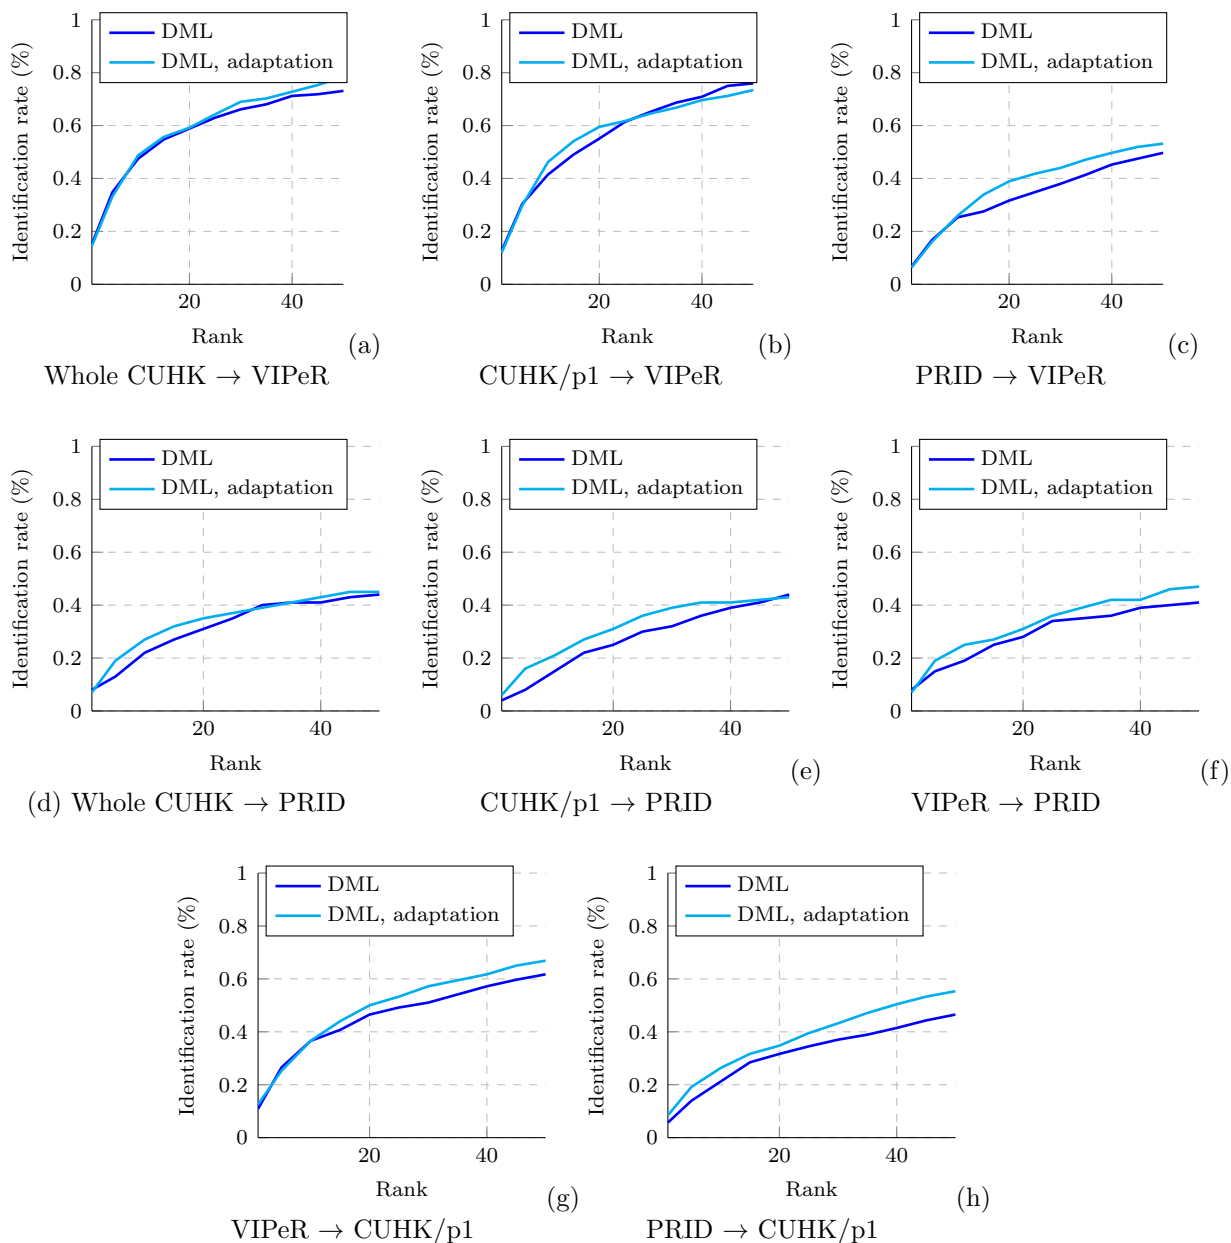 1
0.8
0.6
0.4
0.2
0
Identification rate (%)
DML
DML, adaptation
20
40
Rank
(a)
Whole CUHK → VIPeR
1
0.8
0.6
0.4
0.2
0
Identification rate (%)
DML
DML, adaptation
20
40
Rank
(b)
CUHK/p1 → VIPeR
1
0.8
0.6
0.4
0.2
0
Identification rate (%)
DML
DML, adaptation
20
40
Rank
(c)
PRID → VIPeR
1
0.8
0.6
0.4
0.2
0
Identification rate (%)
DML
DML, adaptation
20
40
Rank
(d) Whole CUHK → PRID
1
0.8
0.6
0.4
0.2
0
Identification rate (%)
DML
DML, adaptation
20
40
Rank
(e)
CUHK/p1 → PRID
1
0.8
0.6
0.4
0.2
0
Identification rate (%)
DML
DML, adaptation
20
40
Rank
(f)
VIPeR → PRID
1
0.8
0.6
0.4
0.2
0
Identification rate (%)
DML
DML, adaptation
20
40
Rank
(g)
VIPeR → CUHK/p1
1
0.8
0.6
0.4
0.2
0
Identification rate (%)
DML
DML, adaptation
20
40
Rank
(h)
PRID → CUHK/p1